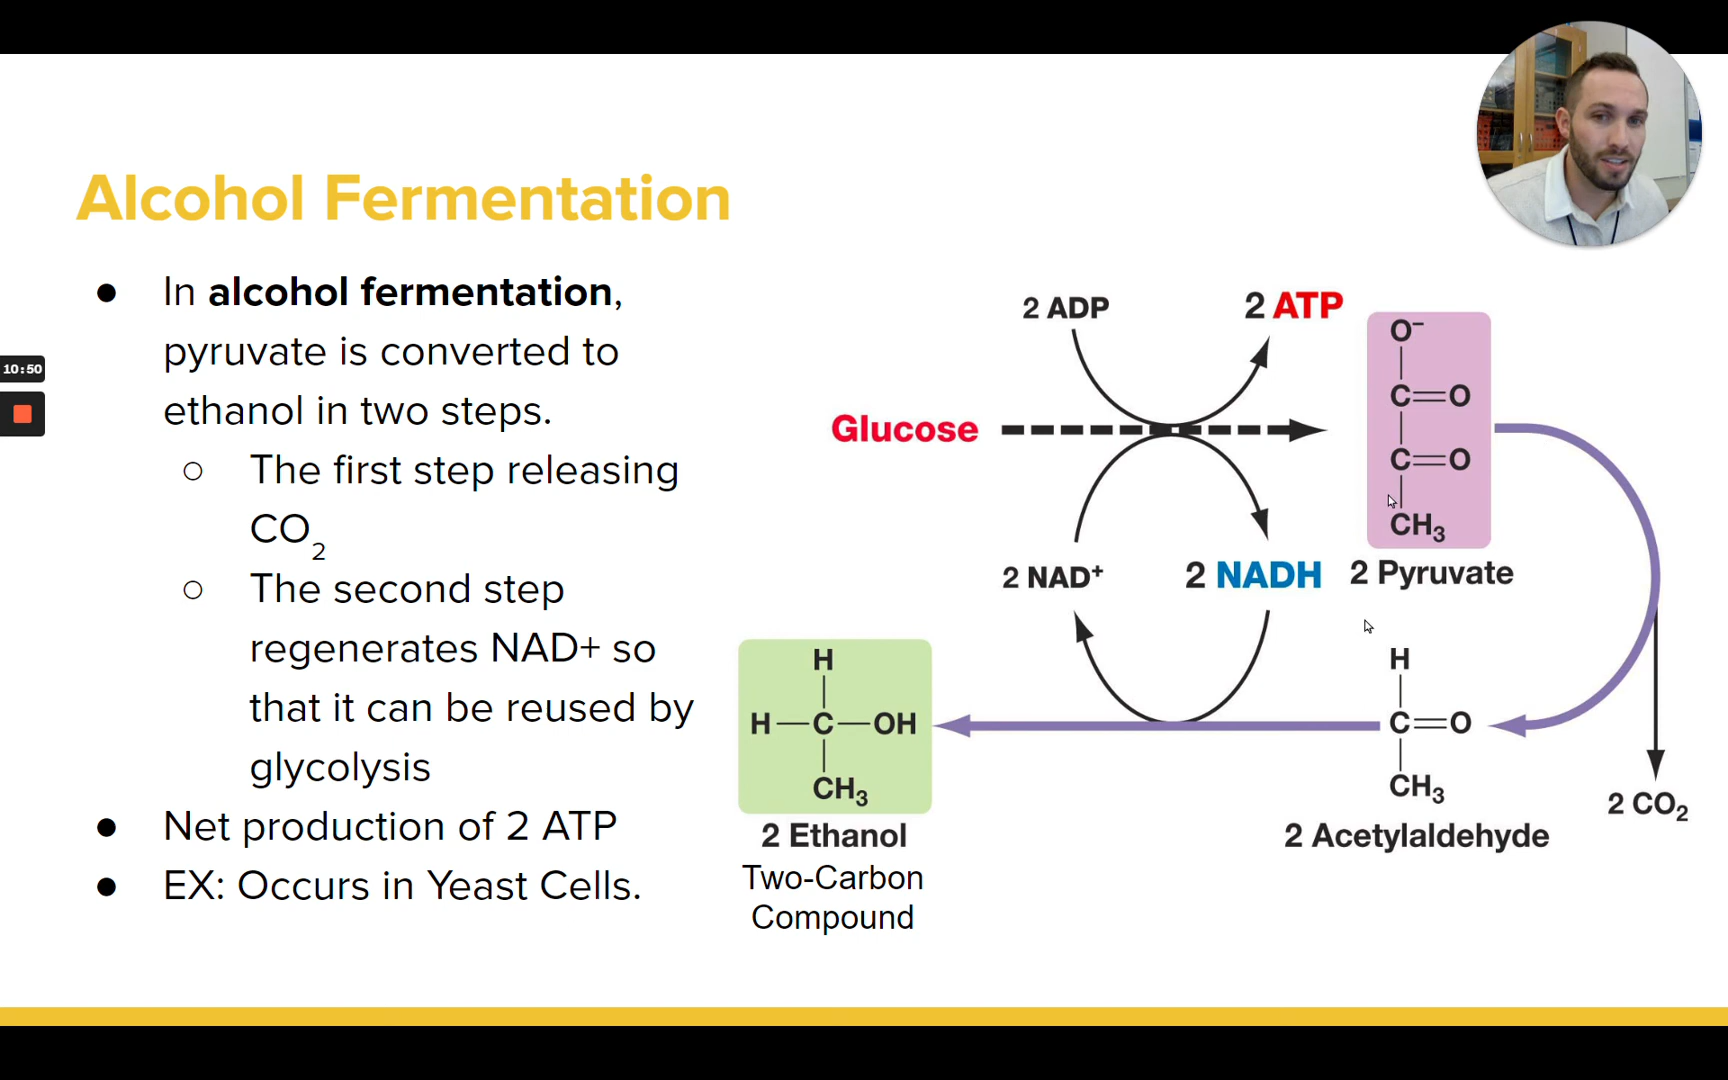 Alcohol Fermentation
● In alcohol fermentation,
pyruvate is converted to
ethanol in two steps.
○ The first step releasing
CO₂
○ The second step
regenerates NAD+ so
that it can be reused by
glycolysis
● Net production of 2 ATP
● EX: Occurs in Yeast Cells.
10:50
2 ADP
2 ATP
Glucose
O⁻
C=O
C=O
CH₃
2 NAD⁺
2 NADH
2 Pyruvate
H
H—C—OH
CH₃
2 Ethanol
Two-Carbon
Compound
H
C=O
CH₃
2 Acetylaldehyde
2 CO₂